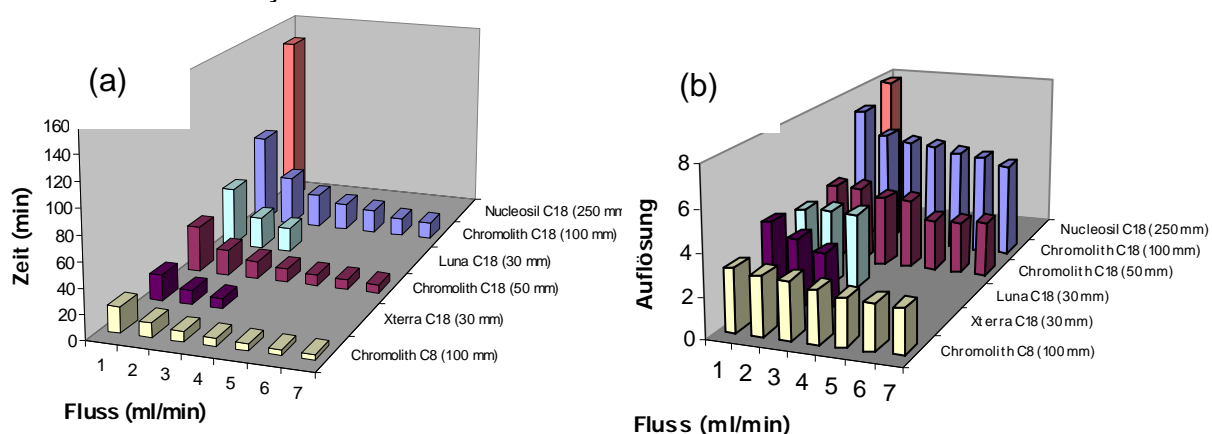 (a)
160
140
120
100
80
60
40
20
0
Zeit (min)
1 2 3 4 5 6 7
Fluss (ml/min)
Nucleosil C18 (250 mm
Chromolith C18 (100 mm)
Luna C18 (30 mm)
Chromolith C18 (50 mm)
Xterra C18 (30 mm)
Chromolith C8 (100 mm)
(b)
8
6
4
2
0
Auflösung
1 2 3 4 5 6 7
Fluss (ml/min)
Nucleosil C18 (250 mm)
Chromolith C18 (100 mm)
Chromolith C18 (50 mm)
Luna C18 (30 mm)
Xterra C18 (30 mm)
Chromolith C8 (100 mm)